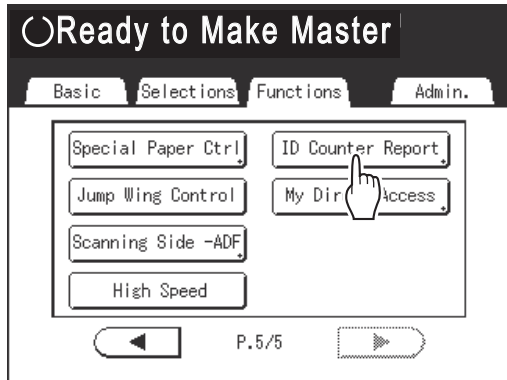 Ready to Make Master
Basic Selections Functions Admin.
Special Paper Ctrl ID Counter Report
Jump Wing Control My Dir Access
Scanning Side -ADF
High Speed
P.5/5